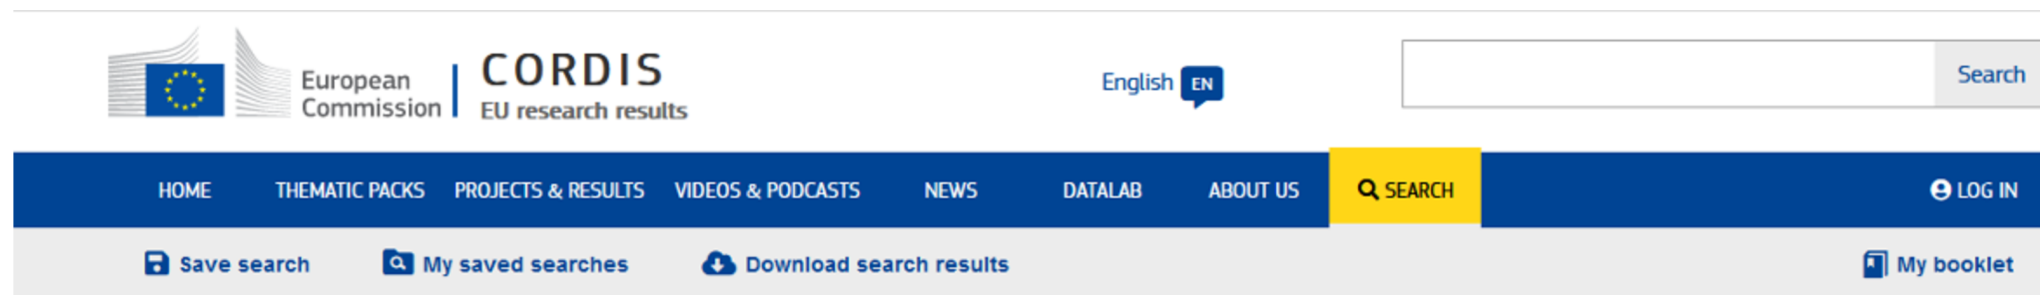 European
Commission
CORDIS
EU research results
English EN
Search
HOME THEMATIC PACKS PROJECTS & RESULTS VIDEOS & PODCASTS NEWS DATALAB ABOUT US SEARCH LOG IN
Save search My saved searches Download search results My booklet